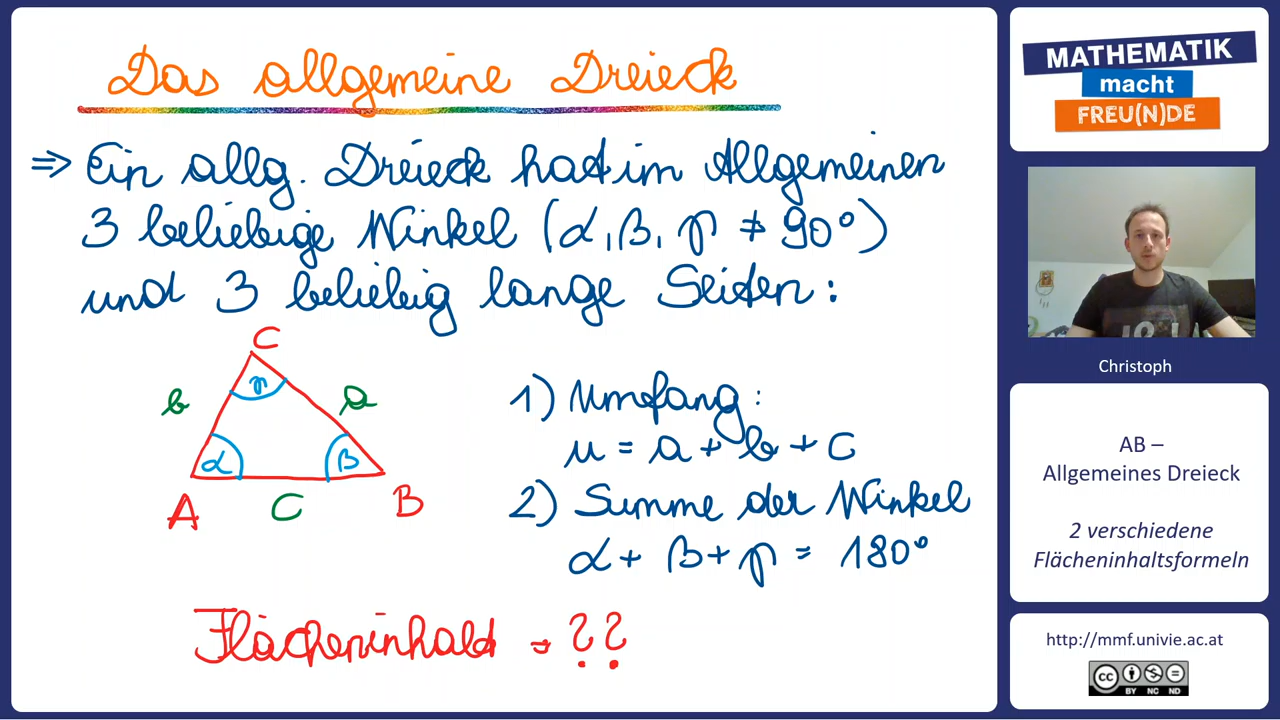 Das allgemeine Dreieck
⇒ Ein allg. Dreieck hat im Allgemeinen
3 beliebige Winkel (α, β, γ ≠ 90°)
und 3 beliebig lange Seiten:
C
b
γ
a
α
β
A
C
B
1) Umfang:
u = a + b + c
2) Summe der Winkel
α + β + γ = 180°
Flächeninhalt = ??
MATHEMATIK
macht
FREU(N)DE
Christoph
AB –
Allgemeines Dreieck
2 verschiedene
Flächeninhaltsformeln
http://mmf.univie.ac.at
cc
BY NC ND